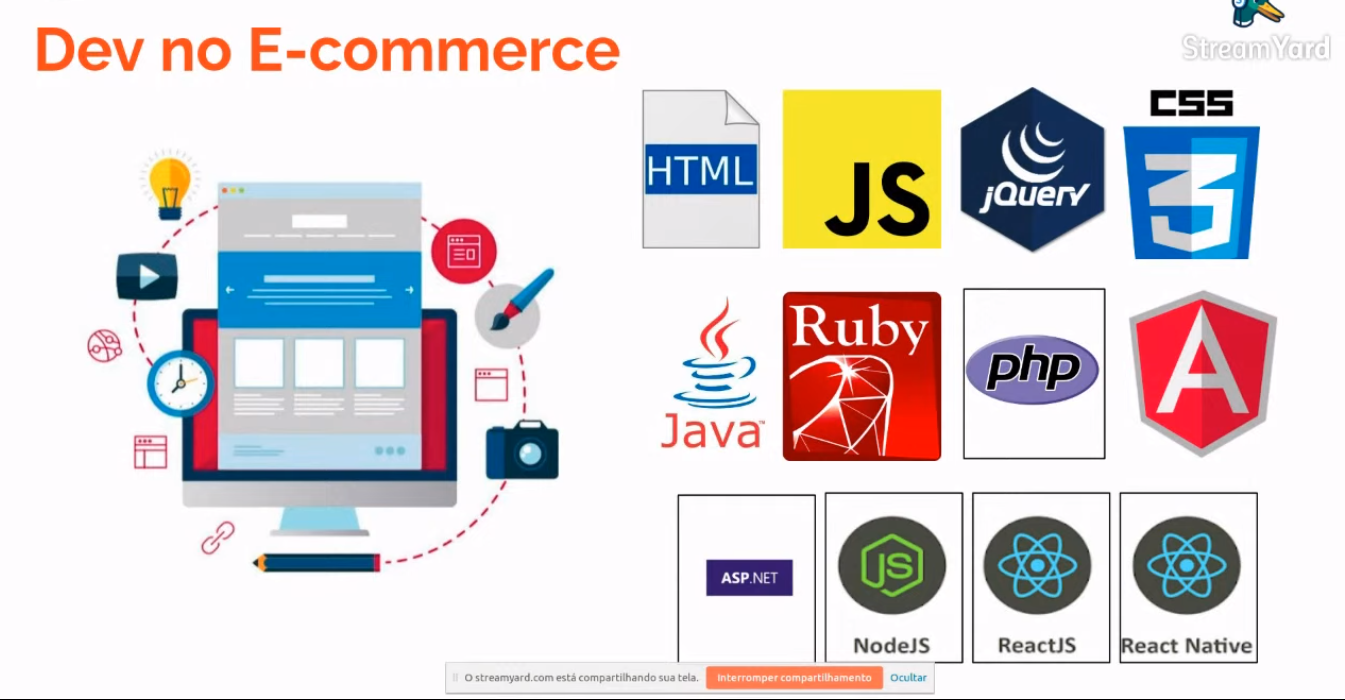 Dev no E-commerce
StreamYard
HTML
JS
jQuery
CSS
3
Java™
Ruby
php
A
ASP.NET
JS
NodeJS
ReactJS
React Native
O streamyard.com está compartilhando sua tela.
Interromper compartilhamento
Ocultar